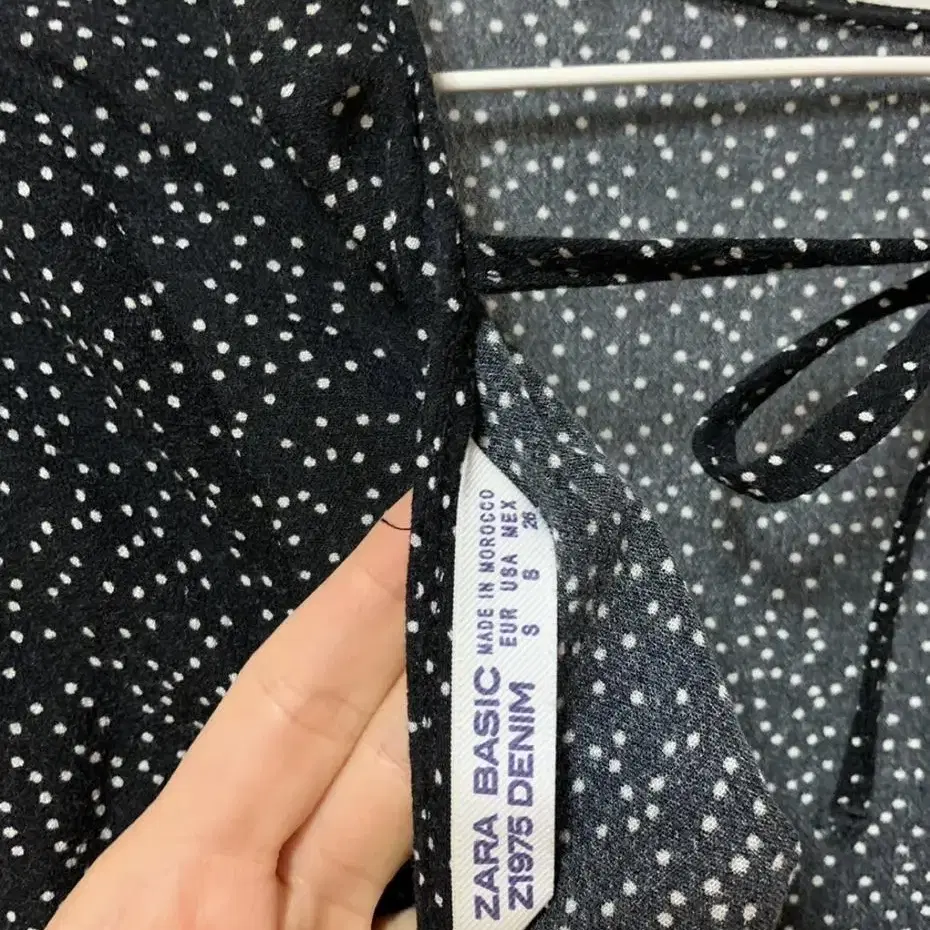 ZARA BASIC
Z1975 DENIM
MADE IN MOROCCO
EUR USA MEX
S S 26